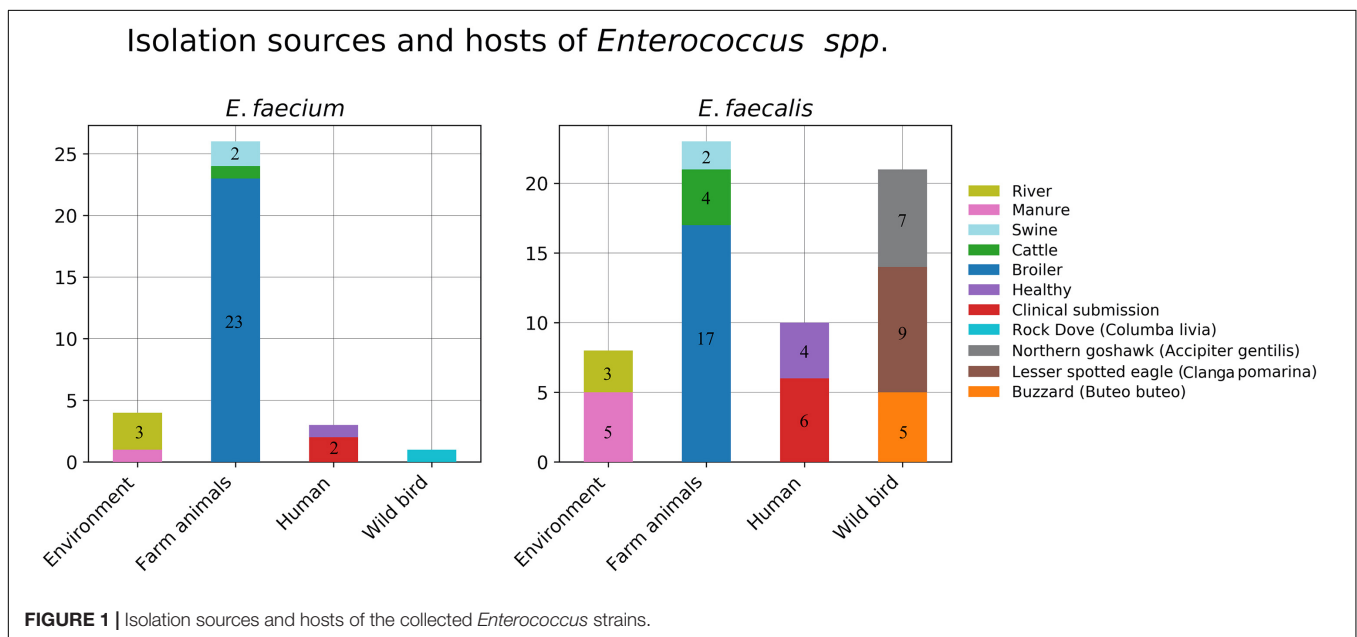 Isolation sources and hosts of Enterococcus spp.
E. faecium
25
20
15
10
5
0
2
23
3
2
Environment
Farm animals
Human
Wild bird
E. faecalis
20
15
10
5
0
3
5
2
4
17
4
6
7
9
5
Environment
Farm animals
Human
Wild bird
River
Manure
Swine
Cattle
Broiler
Healthy
Clinical submission
Rock Dove (Columba livia)
Northern goshawk (Accipiter gentilis)
Lesser spotted eagle (Clanga pomarina)
Buzzard (Buteo buteo)
FIGURE 1 | Isolation sources and hosts of the collected Enterococcus strains.